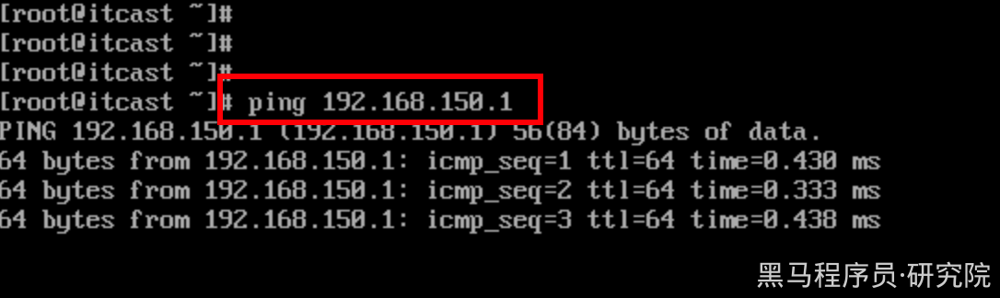 [root@itcast ~]#
[root@itcast ~]#
[root@itcast ~]#
[root@itcast ~]# ping 192.168.150.1
PING 192.168.150.1 (192.168.150.1) 56(84) bytes of data.
64 bytes from 192.168.150.1: icmp_seq=1 ttl=64 time=0.430 ms
64 bytes from 192.168.150.1: icmp_seq=2 ttl=64 time=0.333 ms
64 bytes from 192.168.150.1: icmp_seq=3 ttl=64 time=0.438 ms
黑马程序员·研究院